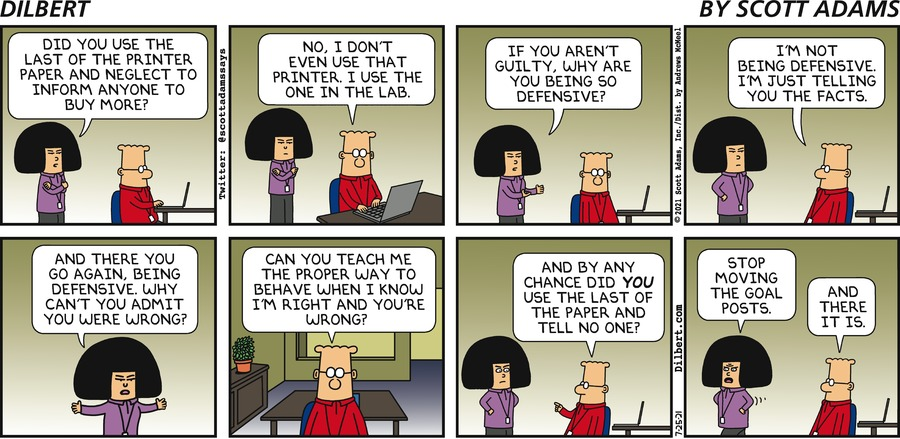 DILBERT
BY SCOTT ADAMS
DID YOU USE THE
LAST OF THE PRINTER
PAPER AND NEGLECT TO
INFORM ANYONE TO
BUY MORE?
Twitter: @scottadamssays
NO, I DON'T
EVEN USE THAT
PRINTER. I USE THE
ONE IN THE LAB.
IF YOU AREN'T
GUILTY, WHY ARE
YOU BEING SO
DEFENSIVE?
© 2021 Scott Adams, Inc./Dist. by Andrews McMeel
I'M NOT
BEING DEFENSIVE.
I'M JUST TELLING
YOU THE FACTS.
AND THERE YOU
GO AGAIN, BEING
DEFENSIVE. WHY
CAN'T YOU ADMIT
YOU WERE WRONG?
CAN YOU TEACH ME
THE PROPER WAY TO
BEHAVE WHEN I KNOW
I'M RIGHT AND YOU'RE
WRONG?
AND BY ANY
CHANCE DID YOU
USE THE LAST OF
THE PAPER AND
TELL NO ONE?
Dilbert.com
7-25-21
STOP
MOVING
THE GOAL
POSTS.
AND
THERE
IT IS.